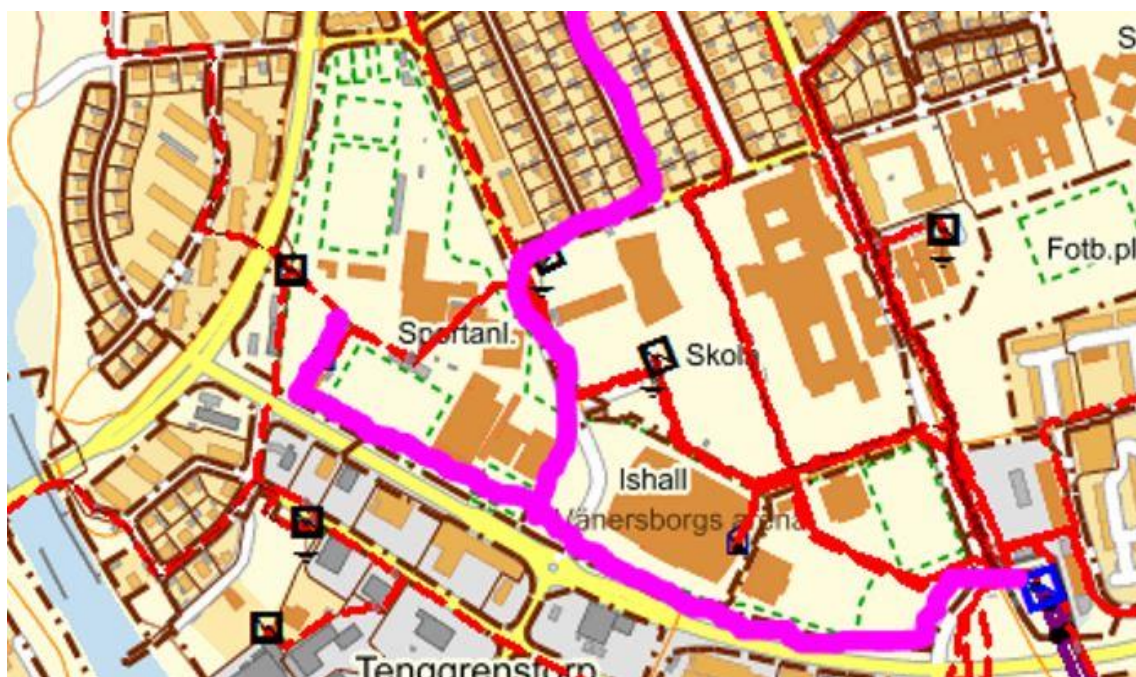 S
Fotb.pl
Sportanl.
Skola
Ishall
Vänersborgs arena
Tenggrenstorp